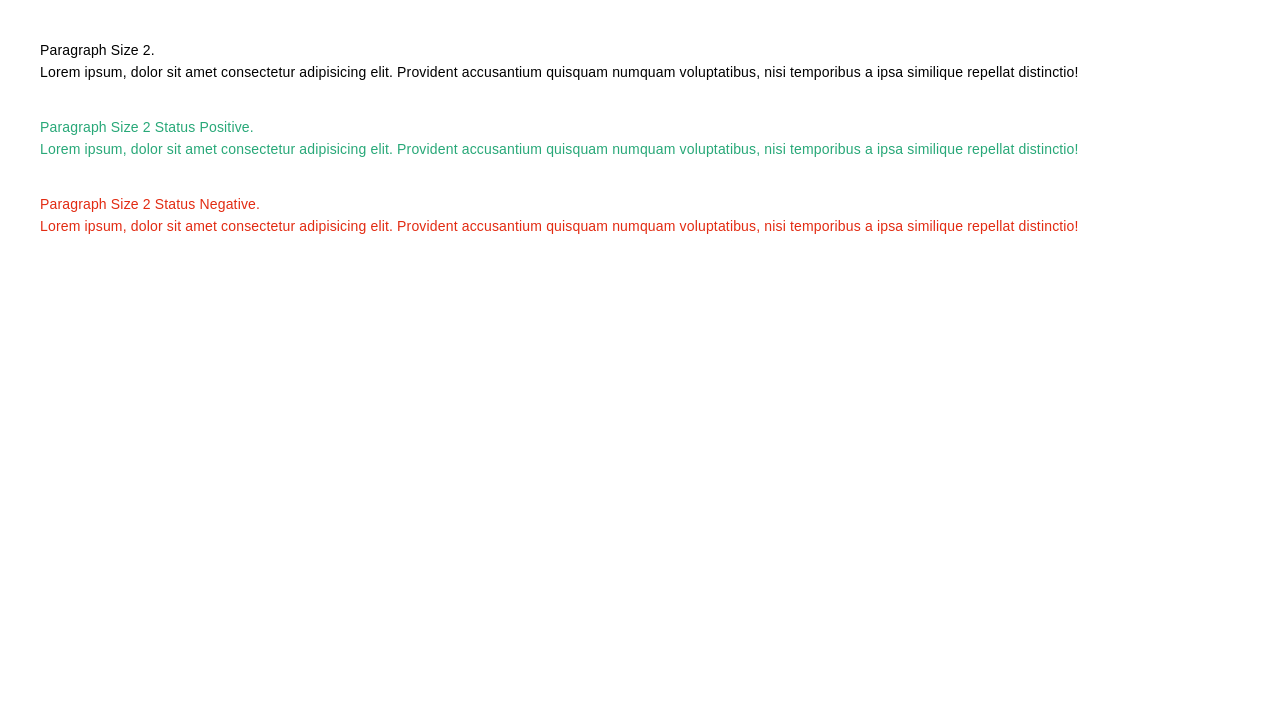 Paragraph Size 2.
Lorem ipsum, dolor sit amet consectetur adipisicing elit. Provident accusantium quisquam numquam voluptatibus, nisi temporibus a ipsa similique repellat distinctio!
Paragraph Size 2 Status Positive.
Lorem ipsum, dolor sit amet consectetur adipisicing elit. Provident accusantium quisquam numquam voluptatibus, nisi temporibus a ipsa similique repellat distinctio!
Paragraph Size 2 Status Negative.
Lorem ipsum, dolor sit amet consectetur adipisicing elit. Provident accusantium quisquam numquam voluptatibus, nisi temporibus a ipsa similique repellat distinctio!